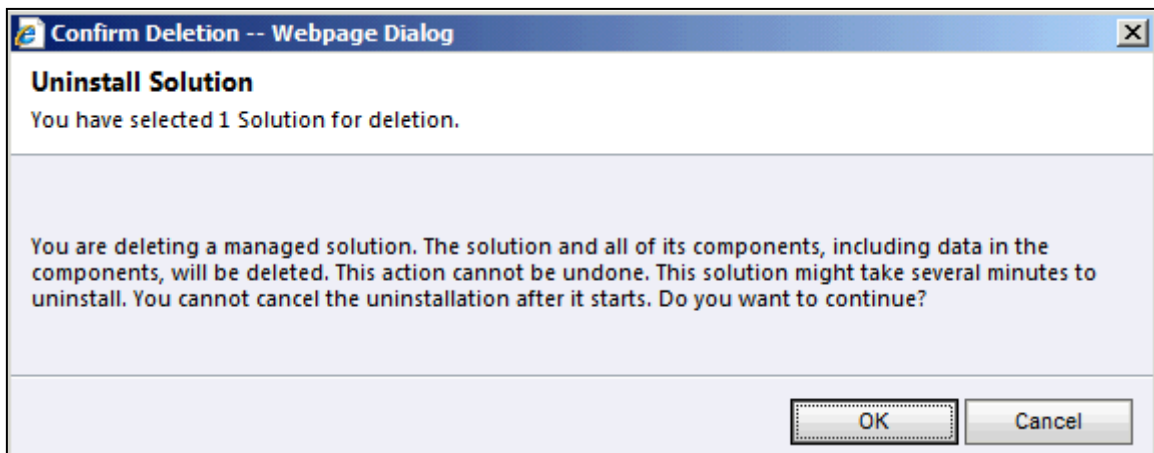 Confirm Deletion -- Webpage Dialog
Uninstall Solution
You have selected 1 Solution for deletion.
You are deleting a managed solution. The solution and all of its components, including data in the
components, will be deleted. This action cannot be undone. This solution might take several minutes to
uninstall. You cannot cancel the uninstallation after it starts. Do you want to continue?
OK Cancel